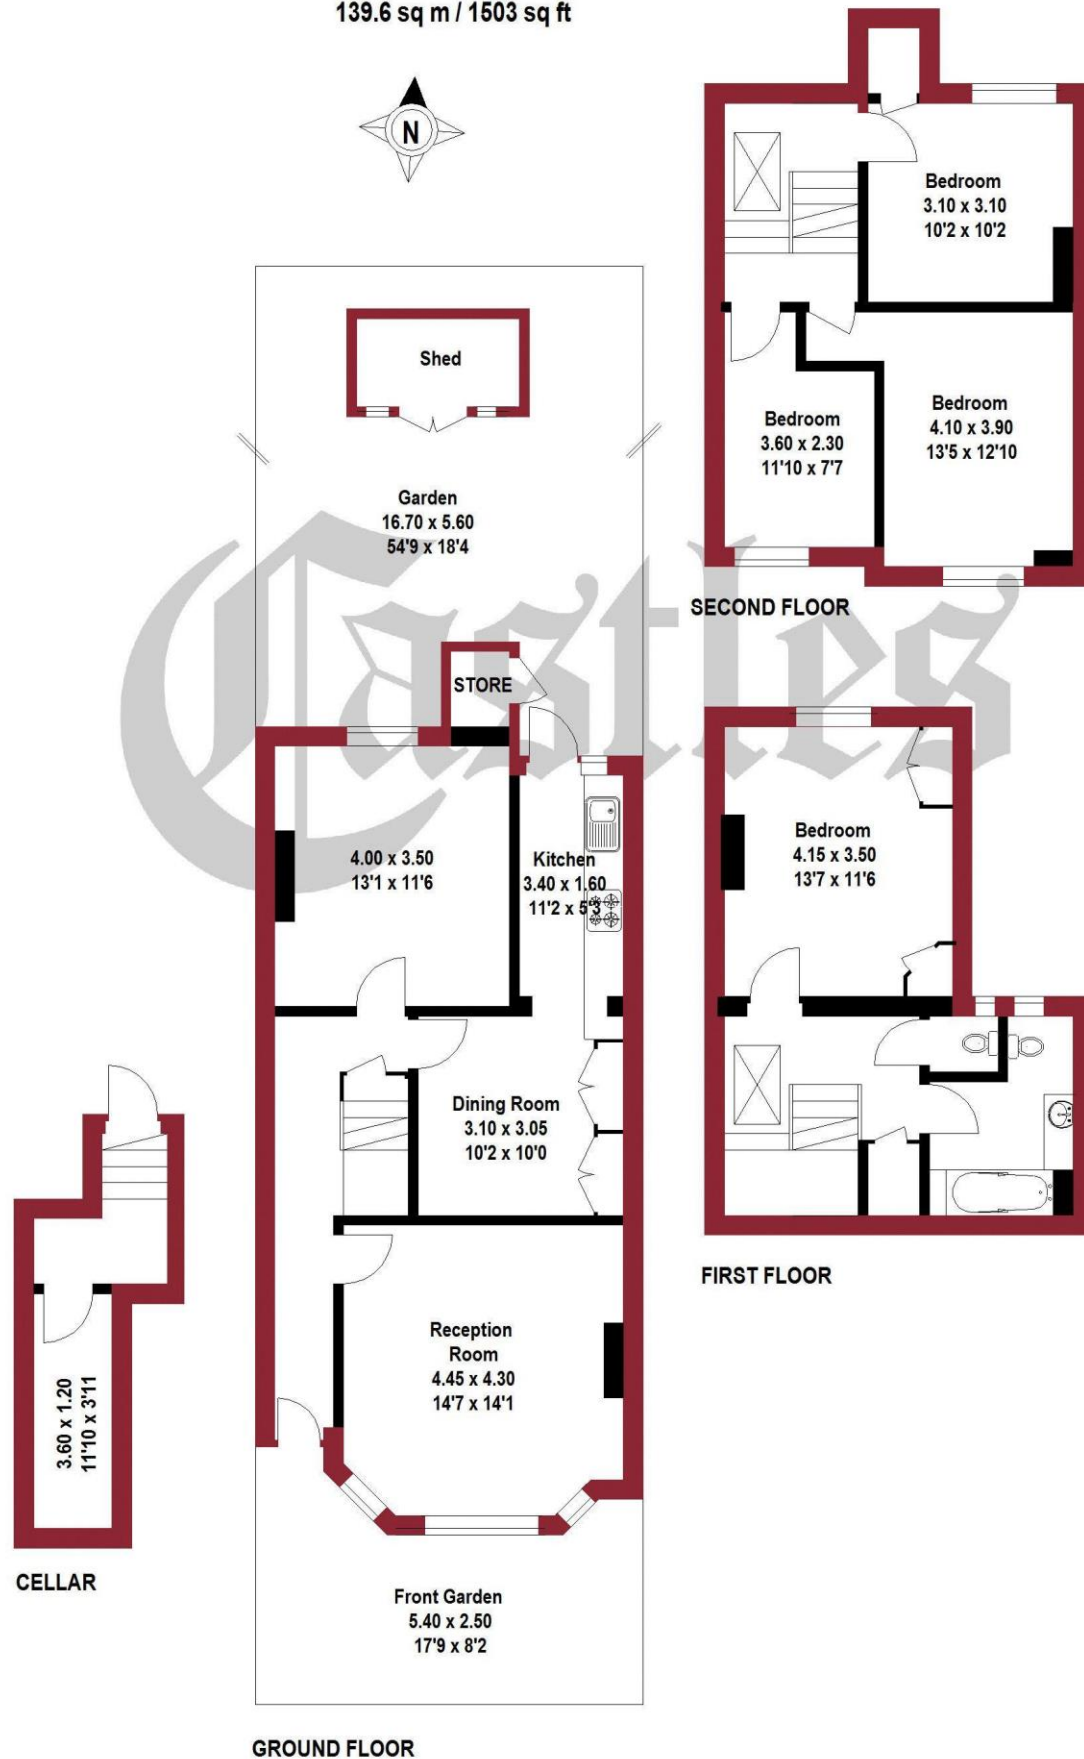 139.6 sq m / 1503 sq ft
N
Bedroom
3.10 x 3.10
10'2 x 10'2
Bedroom
3.60 x 2.30
11'10 x 7'7
Bedroom
4.10 x 3.90
13'5 x 12'10
SECOND FLOOR
Shed
Garden
16.70 x 5.60
54'9 x 18'4
Castles
STORE
4.00 x 3.50
13'1 x 11'6
Kitchen
3.40 x 1.60
11'2 x 5'3
Dining Room
3.10 x 3.05
10'2 x 10'0
Reception
Room
4.45 x 4.30
14'7 x 14'1
Front Garden
5.40 x 2.50
17'9 x 8'2
GROUND FLOOR
Bedroom
4.15 x 3.50
13'7 x 11'6
FIRST FLOOR
3.60 x 1.20
11'10 x 3'11
CELLAR